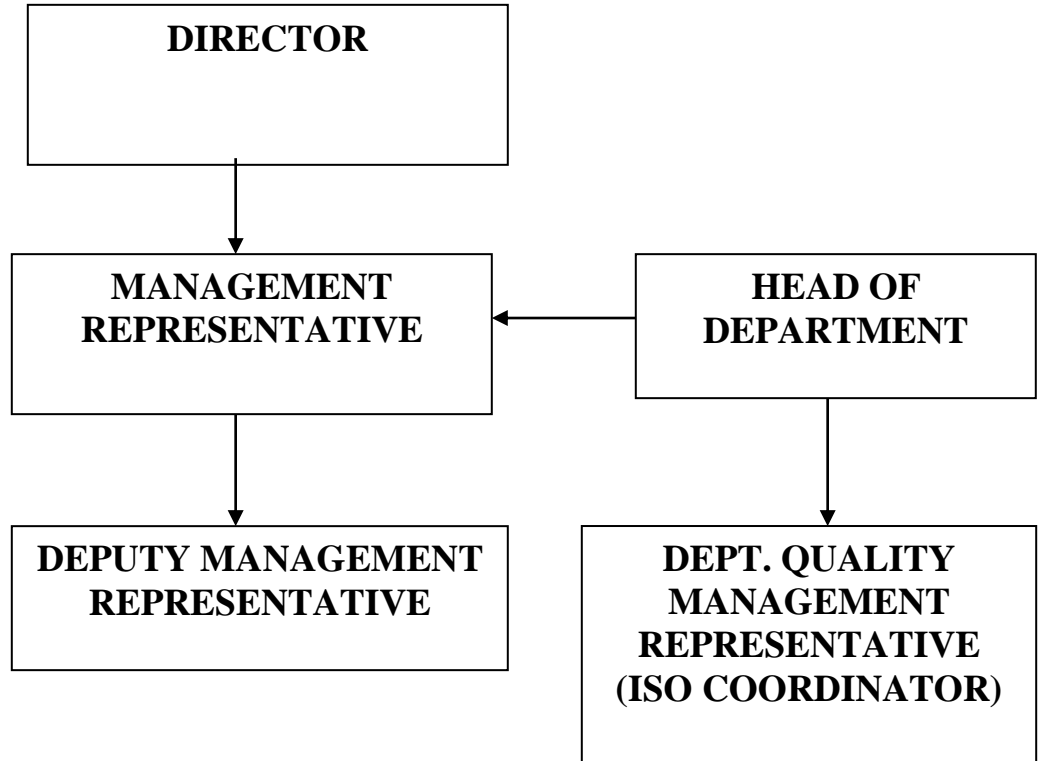 DIRECTOR
MANAGEMENT
REPRESENTATIVE
HEAD OF
DEPARTMENT
DEPUTY MANAGEMENT
REPRESENTATIVE
DEPT. QUALITY
MANAGEMENT
REPRESENTATIVE
(ISO COORDINATOR)